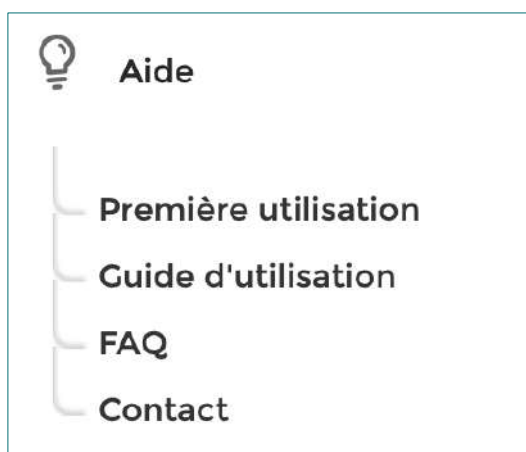 Aide
Première utilisation
Guide d'utilisation
FAQ
Contact